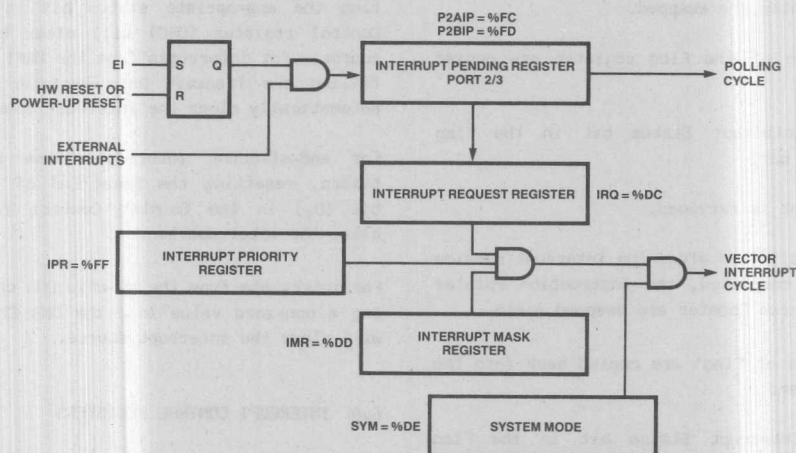 P2AIP = %FC
P2BIP = %FD
EI
S Q
R
HW RESET OR
POWER-UP RESET
EXTERNAL
INTERRUPTS
INTERRUPT PENDING REGISTER
PORT 2/3
POLLING
CYCLE
INTERRUPT REQUEST REGISTER
IRQ = %DC
IPR = %FF
INTERRUPT PRIORITY
REGISTER
VECTOR
INTERRUPT
CYCLE
IMR = %DD
INTERRUPT MASK
REGISTER
SYM = %DE
SYSTEM MODE